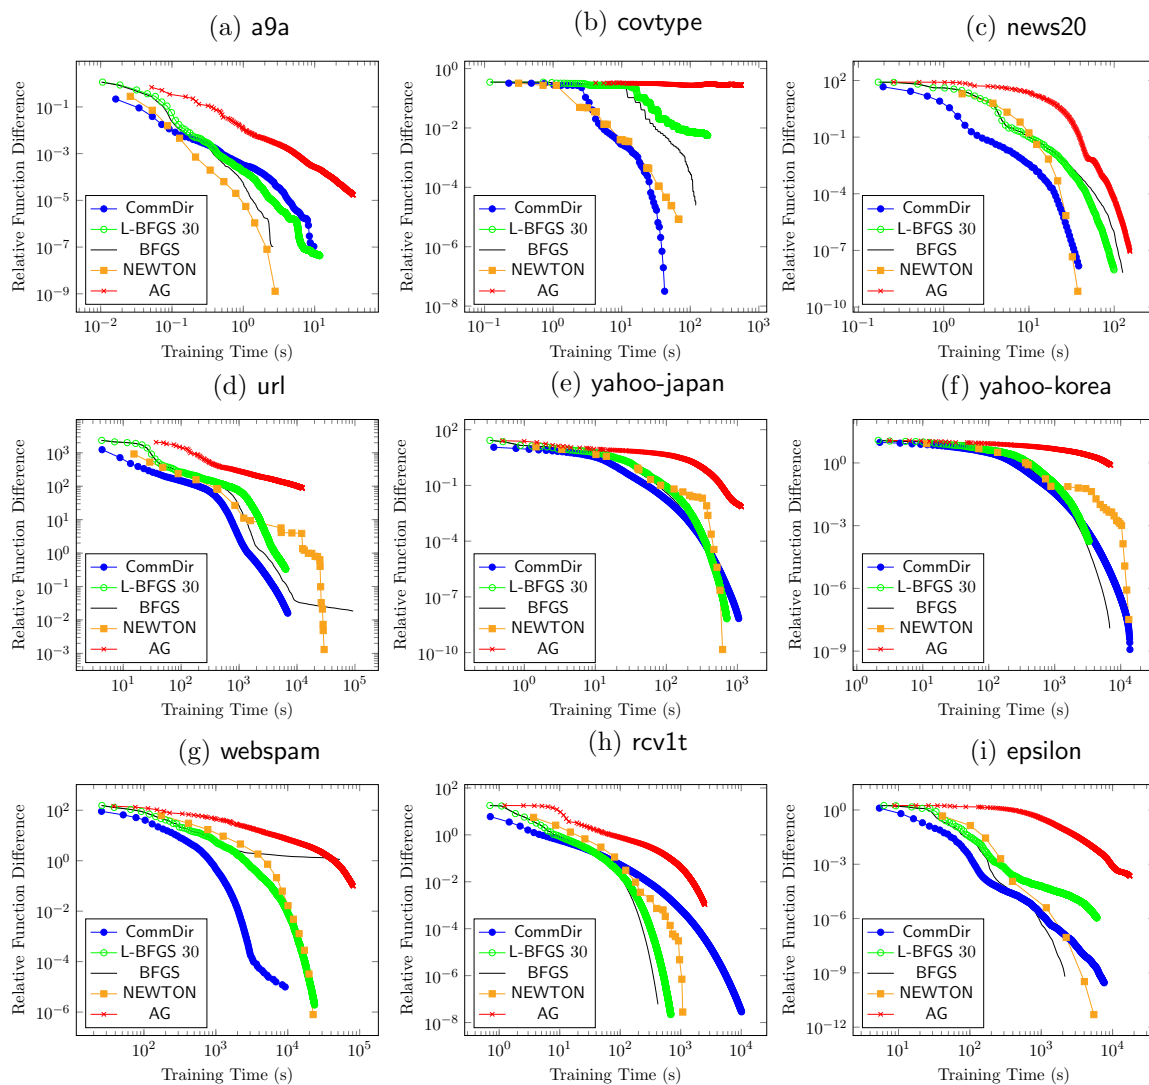 (a) a9a
Relative Function Difference
10^{-1}
10^{-3}
10^{-5}
10^{-7}
10^{-9}
CommDir
L-BFGS 30
BFGS
NEWTON
AG
10^{-2} 10^{-1} 10^{0} 10^{1}
Training Time (s)
(b) covtype
Relative Function Difference
10^{0}
10^{-2}
10^{-4}
10^{-6}
10^{-8}
CommDir
L-BFGS 30
BFGS
NEWTON
AG
10^{-1} 10^{0} 10^{1} 10^{2} 10^{3}
Training Time (s)
(c) news20
Relative Function Difference
10^{2}
10^{-1}
10^{-4}
10^{-7}
10^{-10}
CommDir
L-BFGS 30
BFGS
NEWTON
AG
10^{-1} 10^{0} 10^{1} 10^{2}
Training Time (s)
(d) url
Relative Function Difference
10^{3}
10^{2}
10^{1}
10^{0}
10^{-1}
10^{-2}
10^{-3}
CommDir
L-BFGS 30
BFGS
NEWTON
AG
10^{1} 10^{2} 10^{3} 10^{4} 10^{5}
Training Time (s)
(e) yahoo-japan
Relative Function Difference
10^{2}
10^{-1}
10^{-4}
10^{-7}
10^{-10}
CommDir
L-BFGS 30
BFGS
NEWTON
AG
10^{0} 10^{1} 10^{2} 10^{3}
Training Time (s)
(f) yahoo-korea
Relative Function Difference
10^{0}
10^{-3}
10^{-6}
10^{-9}
CommDir
L-BFGS 30
BFGS
NEWTON
AG
10^{0} 10^{1} 10^{2} 10^{3} 10^{4}
Training Time (s)
(g) webspam
Relative Function Difference
10^{2}
10^{0}
10^{-2}
10^{-4}
10^{-6}
CommDir
L-BFGS 30
BFGS
NEWTON
AG
10^{2} 10^{3} 10^{4} 10^{5}
Training Time (s)
(h) rcv1t
Relative Function Difference
10^{2}
10^{0}
10^{-2}
10^{-4}
10^{-6}
10^{-8}
CommDir
L-BFGS 30
BFGS
NEWTON
AG
10^{0} 10^{1} 10^{2} 10^{3} 10^{4}
Training Time (s)
(i) epsilon
Relative Function Difference
10^{0}
10^{-3}
10^{-6}
10^{-9}
10^{-12}
CommDir
L-BFGS 30
BFGS
NEWTON
AG
10^{1} 10^{2} 10^{3} 10^{4}
Training Time (s)